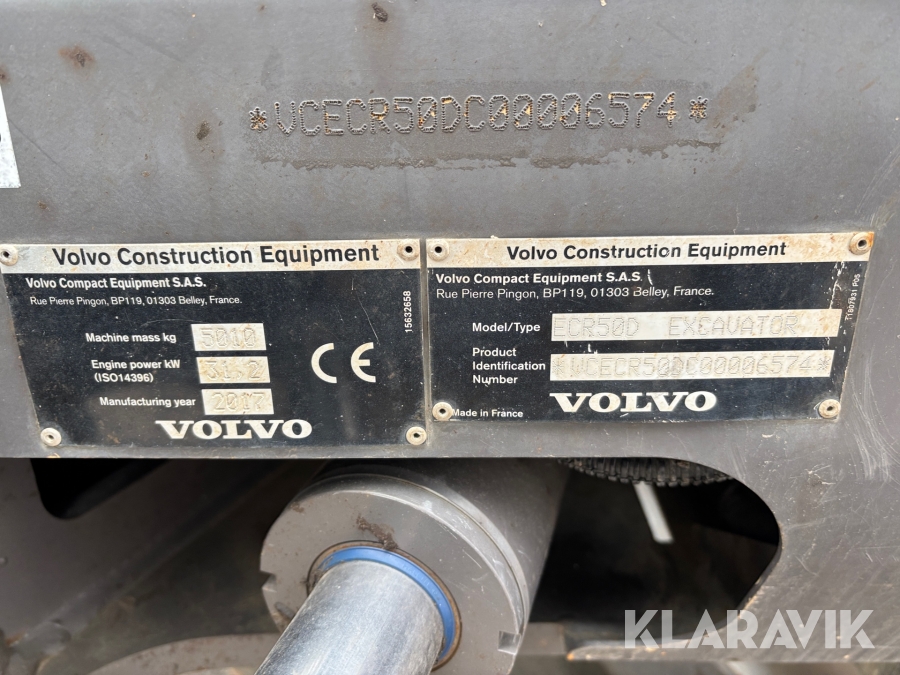 *VCECR50DC00006574*
Volvo Construction Equipment
Volvo Compact Equipment S.A.S.
Rue Pierre Pingon, BP119, 01303 Belley, France.
Machine mass kg 5010
Engine power kW 31.2
(ISO14396)
Manufacturing year 2017
CE
VOLVO
15632658
Volvo Construction Equipment
Volvo Compact Equipment S.A.S.
Rue Pierre Pingon, BP119, 01303 Belley, France.
Model/Type ECR50D EXCAVATOR
Product
Identification *VCECR50DC00006574*
Number
Made in France
VOLVO
KLARAVIK